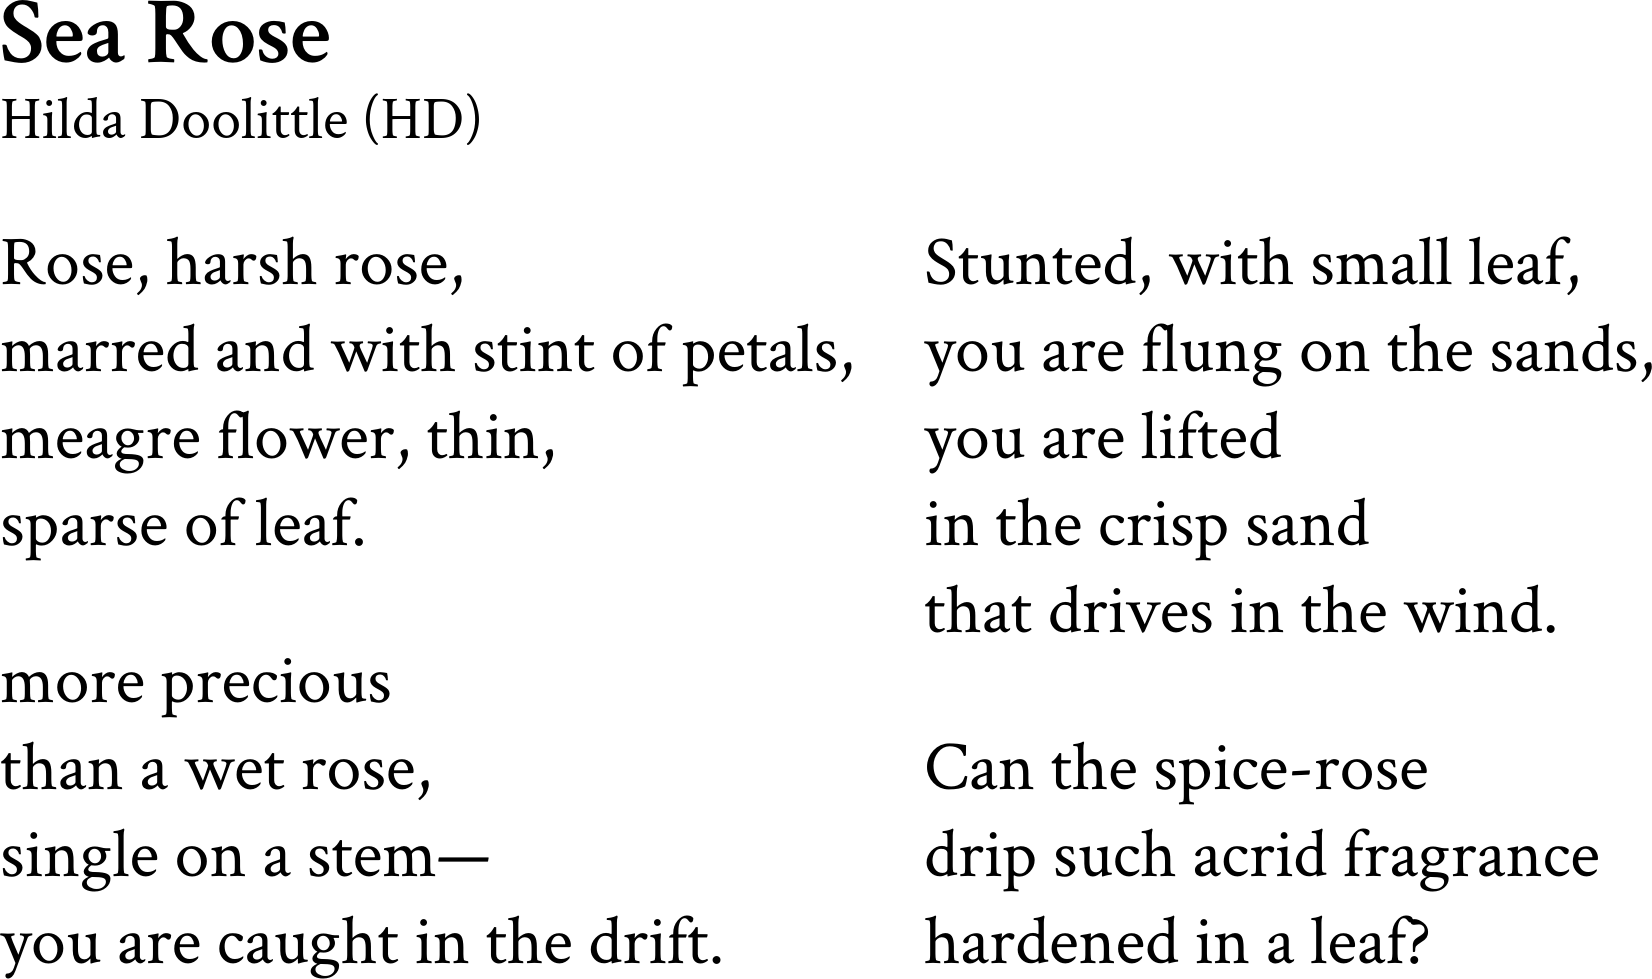 Sea Rose
Hilda Doolittle (HD)
Rose, harsh rose,
marred and with stint of petals,
meagre flower, thin,
sparse of leaf.
more precious
than a wet rose,
single on a stem—
you are caught in the drift.
Stunted, with small leaf,
you are flung on the sands,
you are lifted
in the crisp sand
that drives in the wind.
Can the spice-rose
drip such acrid fragrance
hardened in a leaf?